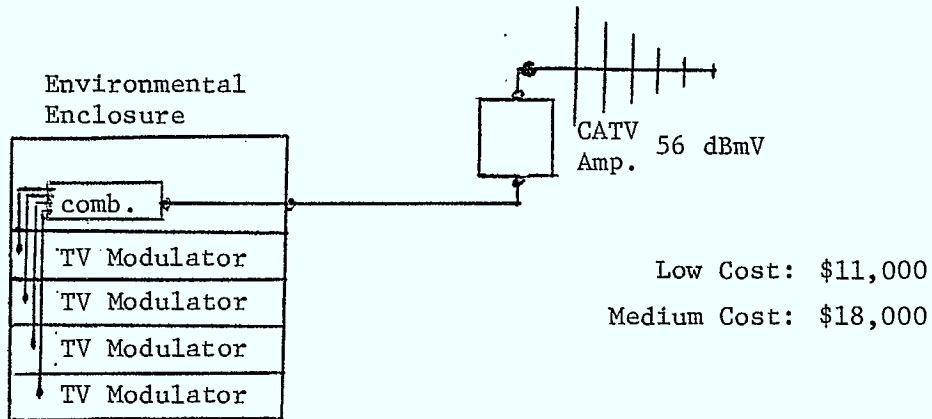 Environmental
Enclosure
comb.
TV Modulator
TV Modulator
TV Modulator
TV Modulator
CATV
Amp.
56 dBmV
Low Cost: $11,000
Medium Cost: $18,000